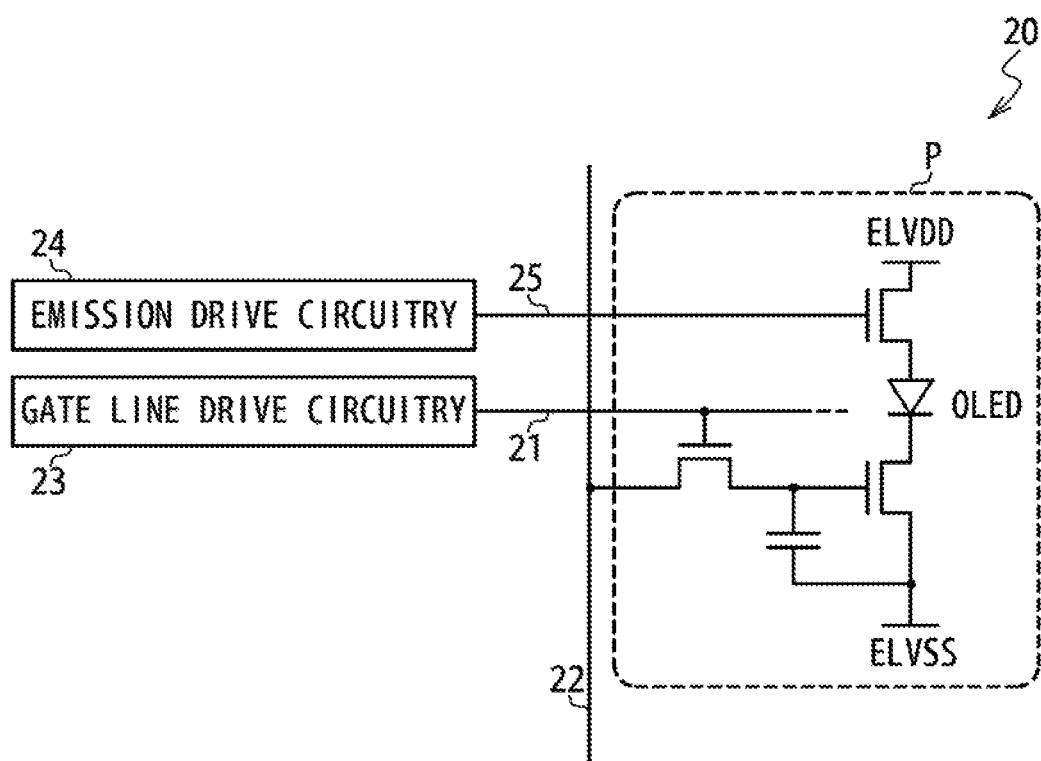 20
P
ELVDD
24
25
EMISSION DRIVE CIRCUITRY
GATE LINE DRIVE CIRCUITRY
OLED
21
23
ELVSS
22